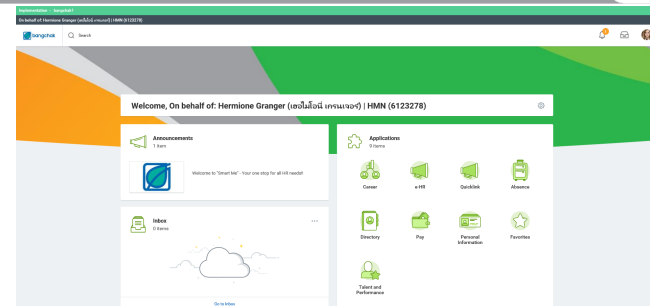 Implementation - bangchak7
On behalf of: Hermione Granger (เฮอไมโอนี่ เกรนเจอร์) | HMN (6123278)
bangchak
Search
Welcome, On behalf of: Hermione Granger (เฮอไมโอนี่ เกรนเจอร์) | HMN (6123278)
Announcements
1 item
Welcome to "Smart Me" - Your one stop for all HR needs!!
Inbox
0 items
Go to Inbox
Applications
9 items
Career
e-HR
Quicklink
Absence
Directory
Pay
Personal
Information
Favorites
Talent and
Performance